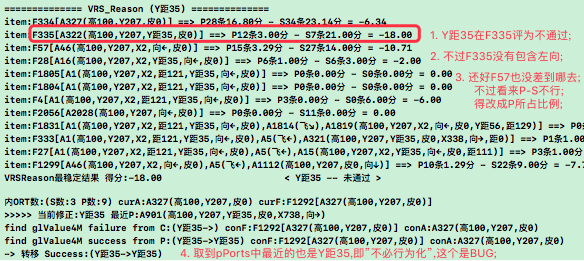 ============== VRS_Reason (Y距35) ==============
item:F334[A327(高100,Y207,皮0)] ==> P28条16.80分 - S34条23.14分 = -6.34
item:F335[A322(高100,Y207,Y距35,皮0)] ==> P12条3.00分 - S7条21.00分 = -18.00
1. Y距35在F335评为不通过;
item:F57[A46(高100,Y207,X2,向←,皮0)] ==> P15条3.29分 - S27条14.00分 = -10.71
2. 不过F335没有包含左向;
item:F28[A16(高100,Y207,X2,Y距35,向←,皮0)] ==> P6条1.00分 - S6条3.00分 = -2.00
item:F1805[A1(高100,Y207,X2,距121,Y距35,向←,皮0)] ==> P0条0.00分 - S0条0.00分 = 0.00
3. 还好F57也没差到哪去;
不过看来P-S不行;
得改成P所占比例;
item:F1804[A1(高100,Y207,X2,距121,Y距35,向←,皮0)] ==> P0条0.00分 - S0条0.00分 = 0.00
item:F4[A1(高100,Y207,X2,距121,Y距35,向←,皮0)] ==> P3条0.00分 - S0条6.00分 = -6.00
item:F2056[A2028(高100,Y207,向←,皮0)] ==> P0条0.00分 - S11条0.00分 = 0.00
item:F1831[A1(高100,Y207,X2,距121,Y距35,向←,皮0),A1814(飞↘),A1819(高100,Y207,X2,向←,皮0,Y距56,距129)] ==> P0条
item:F333[A1(高100,Y207,X2,距121,Y距35,向←,皮0),A5(飞←),A321(高100,Y207,Y距35,皮0,X338,向→,距0)] ==> P1条1.00
item:F27[A1(高100,Y207,X2,距121,Y距35,向←,皮0),A5(飞←),A15(高100,Y207,X2,Y距35,向←,皮0,距111)] ==> P3条3.00分
item:F1299[A46(高100,Y207,X2,向←,皮0),A5(飞←),A1112(高100,Y207,皮0,向↓)] ==> P10条1.29分 - S22条9.00分 = -7.7
VRSReason最稳定结果 得分:-18.00 < Y距35 -- 未通过 >
内ORT数:(S数:3 P数:9) curA:A327(高100,Y207,皮0) curF:F1292[A327(高100,Y207,皮0)]
>>>>> 当前修正:Y距35 最近P:A901(高100,Y207,Y距35,皮0,X738,向→)
find glValue4M failure from C:(Y距35->) conF:F1292[A327(高100,Y207,皮0)] conA:A327(高100,Y207,皮0)
find glValue4M success from P:(Y距35->Y距35) conF:F1292[A327(高100,Y207,皮0)] conA:A327(高100,Y207,皮0)
-> 转移 Success:(Y距35->Y距35)
4. 取到pPorts中最近的也是Y距35,即"不必行为化",这个是BUG;